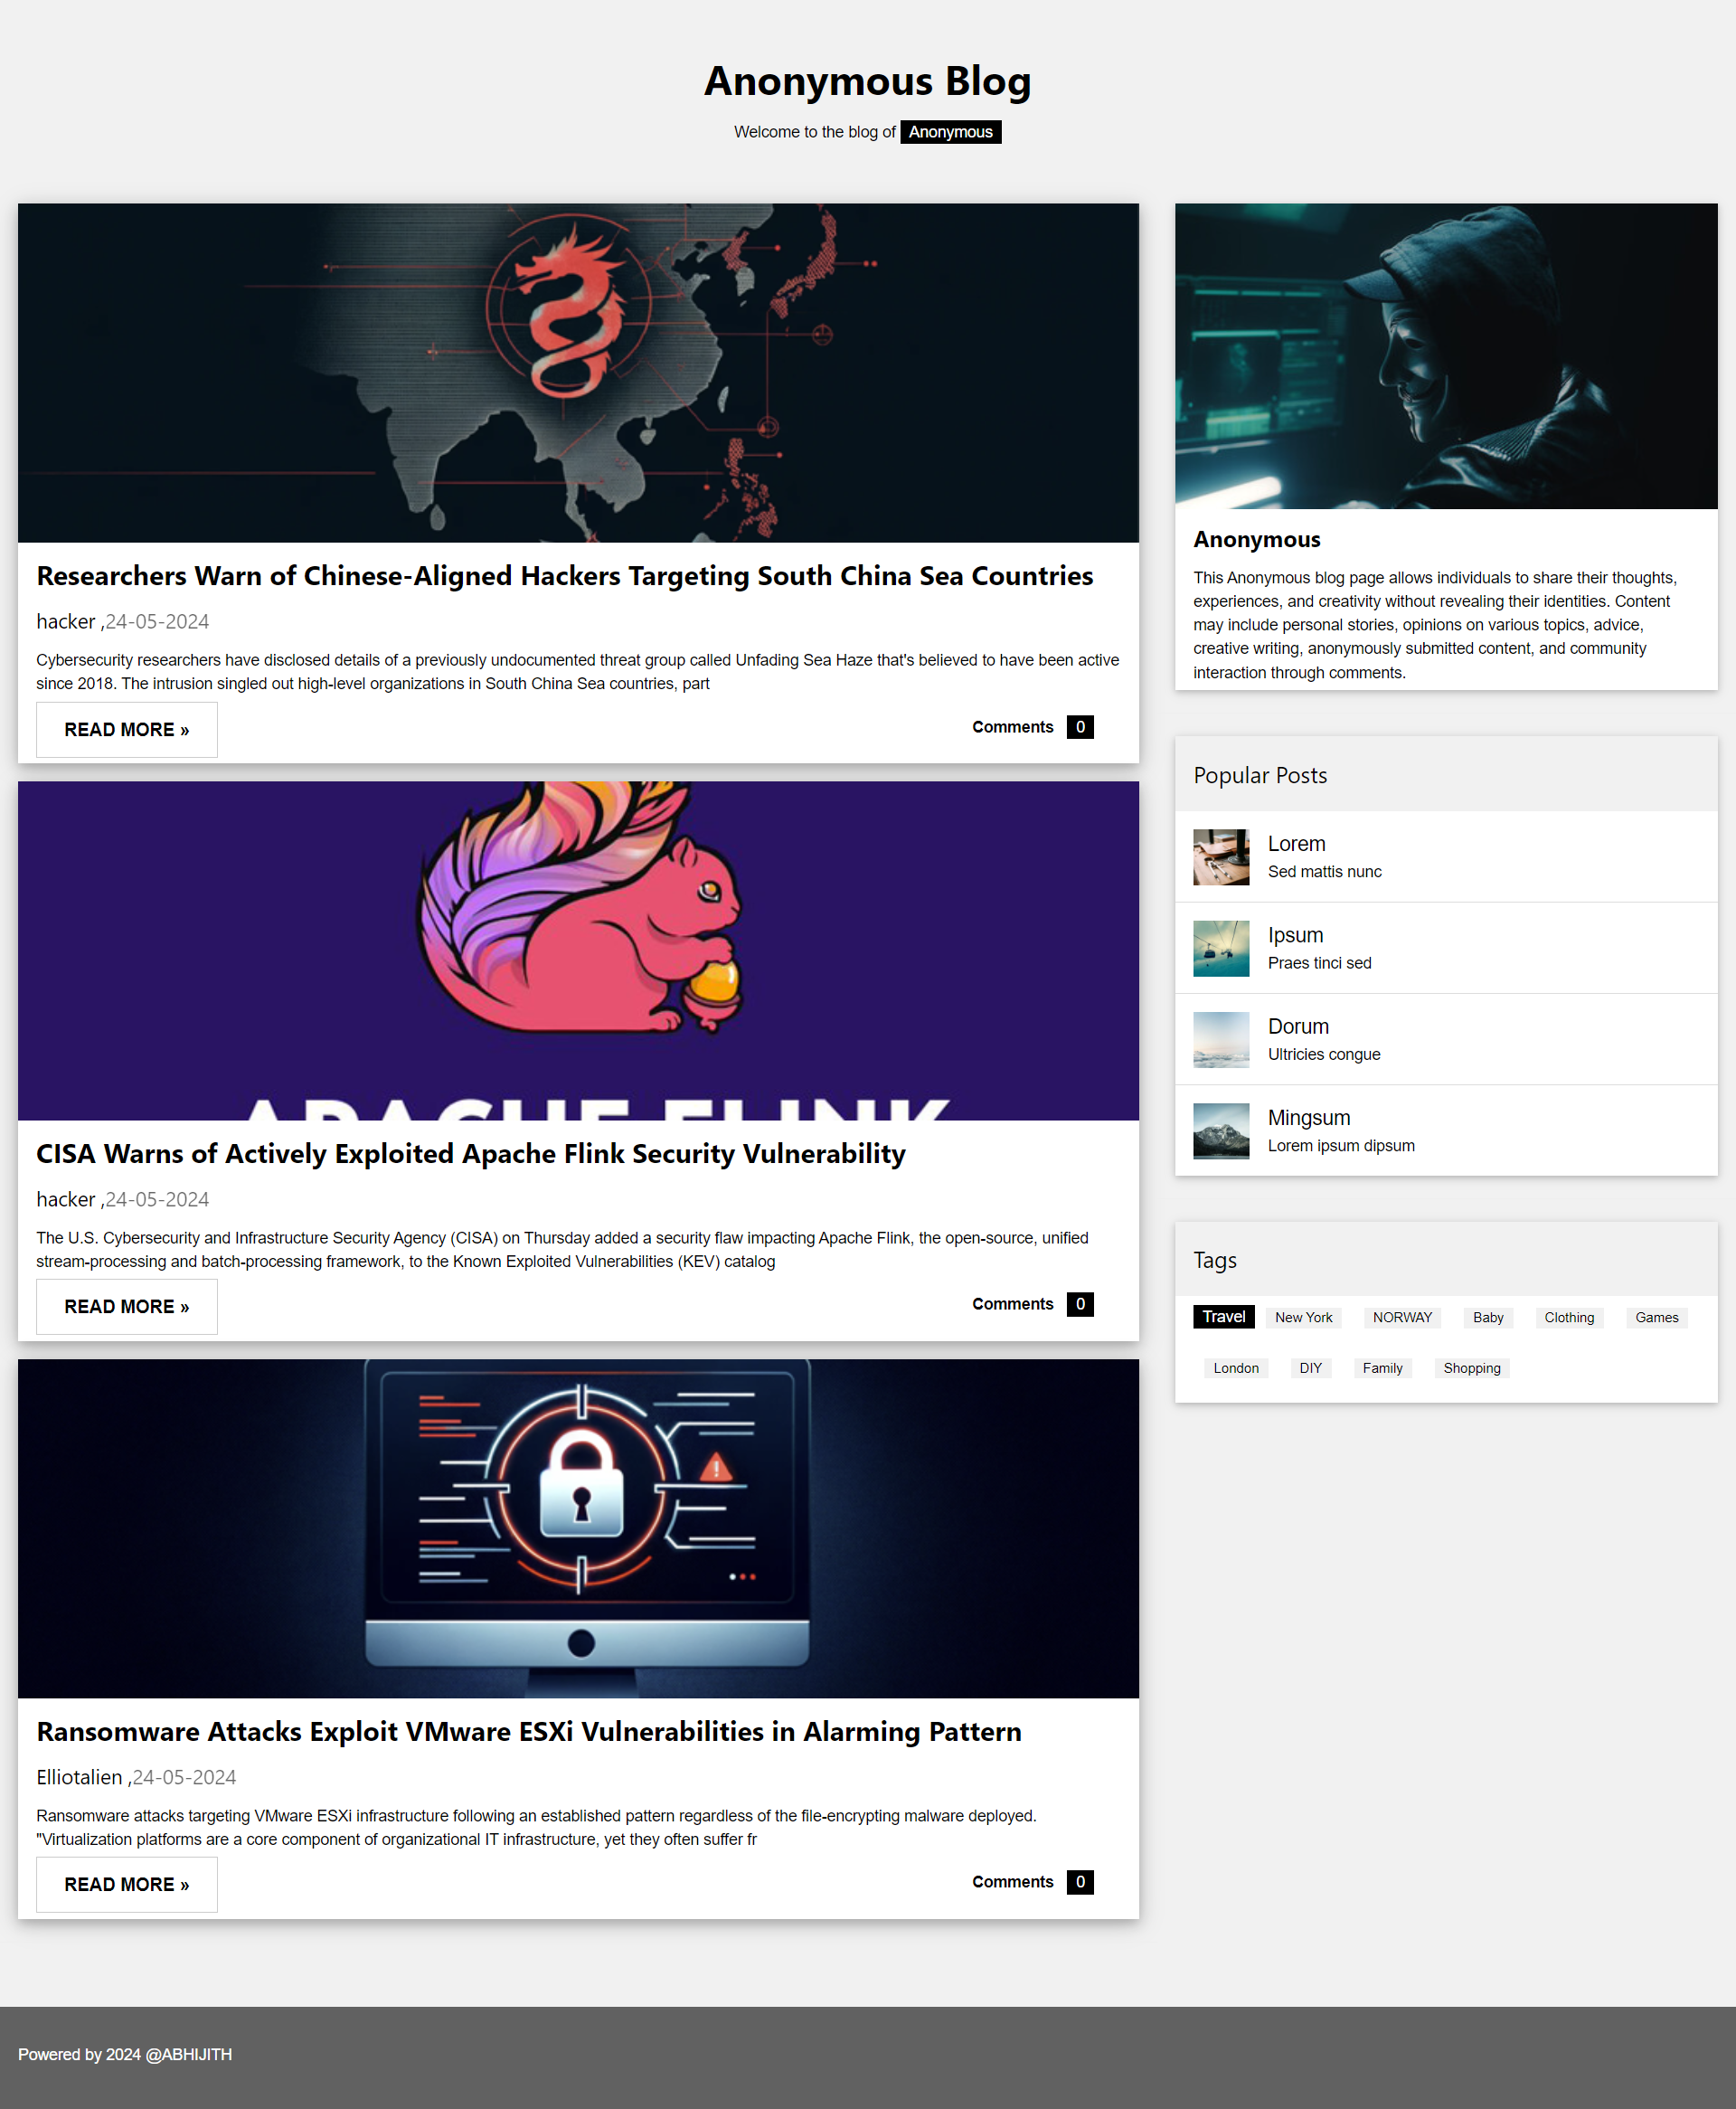 Anonymous Blog
Welcome to the blog of Anonymous
Researchers Warn of Chinese-Aligned Hackers Targeting South China Sea Countries
hacker ,24-05-2024
Cybersecurity researchers have disclosed details of a previously undocumented threat group called Unfading Sea Haze that's believed to have been active
since 2018. The intrusion singled out high-level organizations in South China Sea countries, part
READ MORE »
Comments 0
APACHE FLINK
CISA Warns of Actively Exploited Apache Flink Security Vulnerability
hacker ,24-05-2024
The U.S. Cybersecurity and Infrastructure Security Agency (CISA) on Thursday added a security flaw impacting Apache Flink, the open-source, unified
stream-processing and batch-processing framework, to the Known Exploited Vulnerabilities (KEV) catalog
READ MORE »
Comments 0
Ransomware Attacks Exploit VMware ESXi Vulnerabilities in Alarming Pattern
Elliotalien ,24-05-2024
Ransomware attacks targeting VMware ESXi infrastructure following an established pattern regardless of the file-encrypting malware deployed.
"Virtualization platforms are a core component of organizational IT infrastructure, yet they often suffer fr
READ MORE »
Comments 0
Anonymous
This Anonymous blog page allows individuals to share their thoughts,
experiences, and creativity without revealing their identities. Content
may include personal stories, opinions on various topics, advice,
creative writing, anonymously submitted content, and community
interaction through comments.
Popular Posts
Lorem
Sed mattis nunc
Ipsum
Praes tinci sed
Dorum
Ultricies congue
Mingsum
Lorem ipsum dipsum
Tags
Travel New York NORWAY Baby Clothing Games
London DIY Family Shopping
Powered by 2024 @ABHIJITH